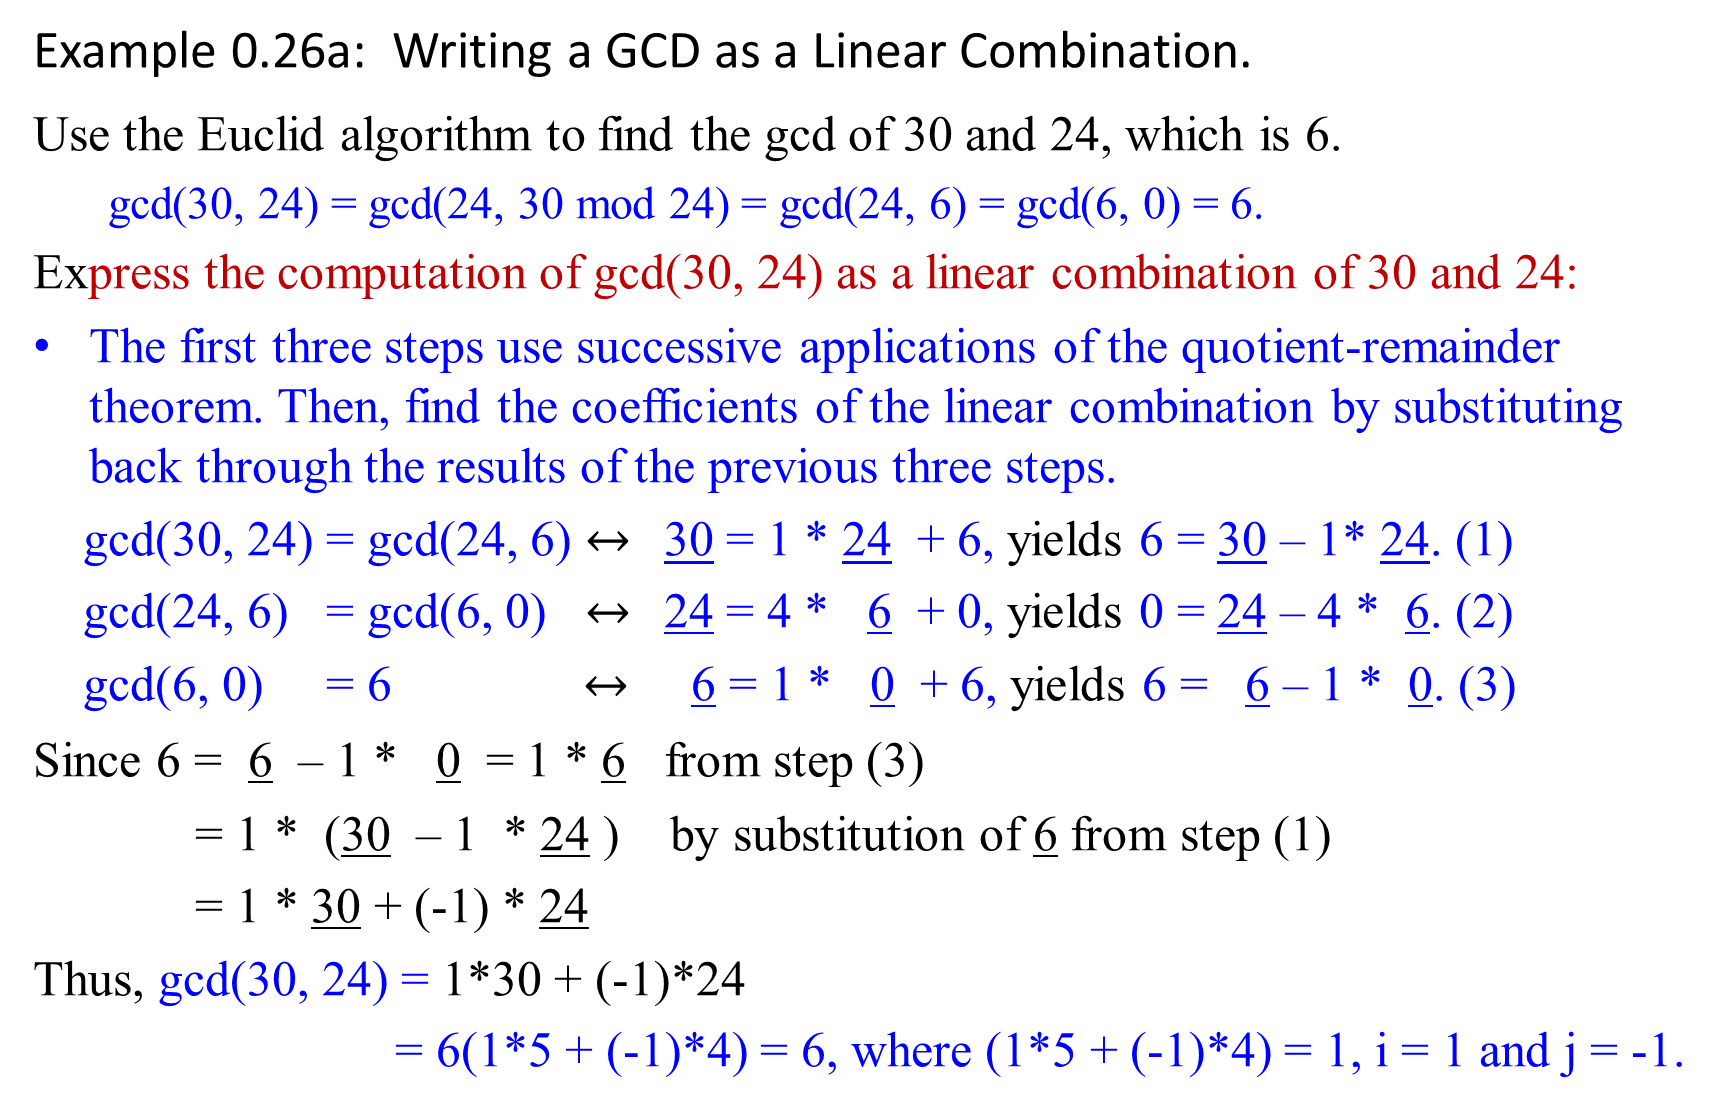 Example 0.26a:  Writing a GCD as a Linear Combination.
Use the Euclid algorithm to find the gcd of 30 and 24, which is 6.
gcd(30, 24) = gcd(24, 30 mod 24) = gcd(24, 6) = gcd(6, 0) = 6.
Express the computation of gcd(30, 24) as a linear combination of 30 and 24:
• The first three steps use successive applications of the quotient-remainder
theorem. Then, find the coefficients of the linear combination by substituting
back through the results of the previous three steps.
gcd(30, 24) = gcd(24, 6) ↔ 30 = 1 * 24 + 6, yields 6 = 30 – 1* 24. (1)
gcd(24, 6) = gcd(6, 0) ↔ 24 = 4 * 6 + 0, yields 0 = 24 – 4 * 6. (2)
gcd(6, 0) = 6 ↔ 6 = 1 * 0 + 6, yields 6 = 6 – 1 * 0. (3)
Since 6 = 6 – 1 * 0 = 1 * 6 from step (3)
= 1 * (30 – 1 * 24 ) by substitution of 6 from step (1)
= 1 * 30 + (-1) * 24
Thus, gcd(30, 24) = 1*30 + (-1)*24
= 6(1*5 + (-1)*4) = 6, where (1*5 + (-1)*4) = 1, i = 1 and j = -1.